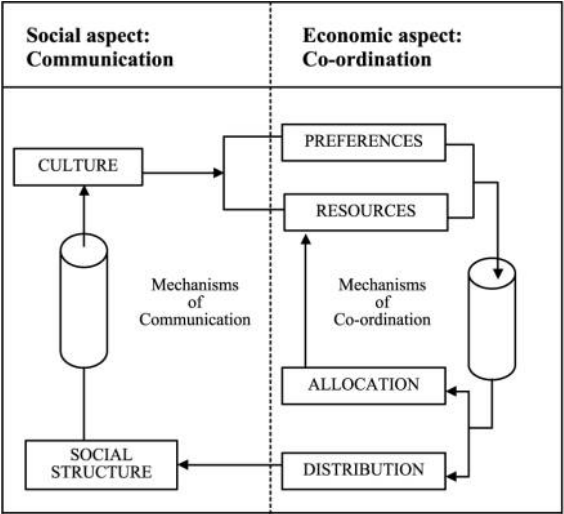 Social aspect:
Communication
Economic aspect:
Co-ordination
CULTURE
PREFERENCES
RESOURCES
Mechanisms
of
Communication
Mechanisms
of
Co-ordination
ALLOCATION
SOCIAL
STRUCTURE
DISTRIBUTION